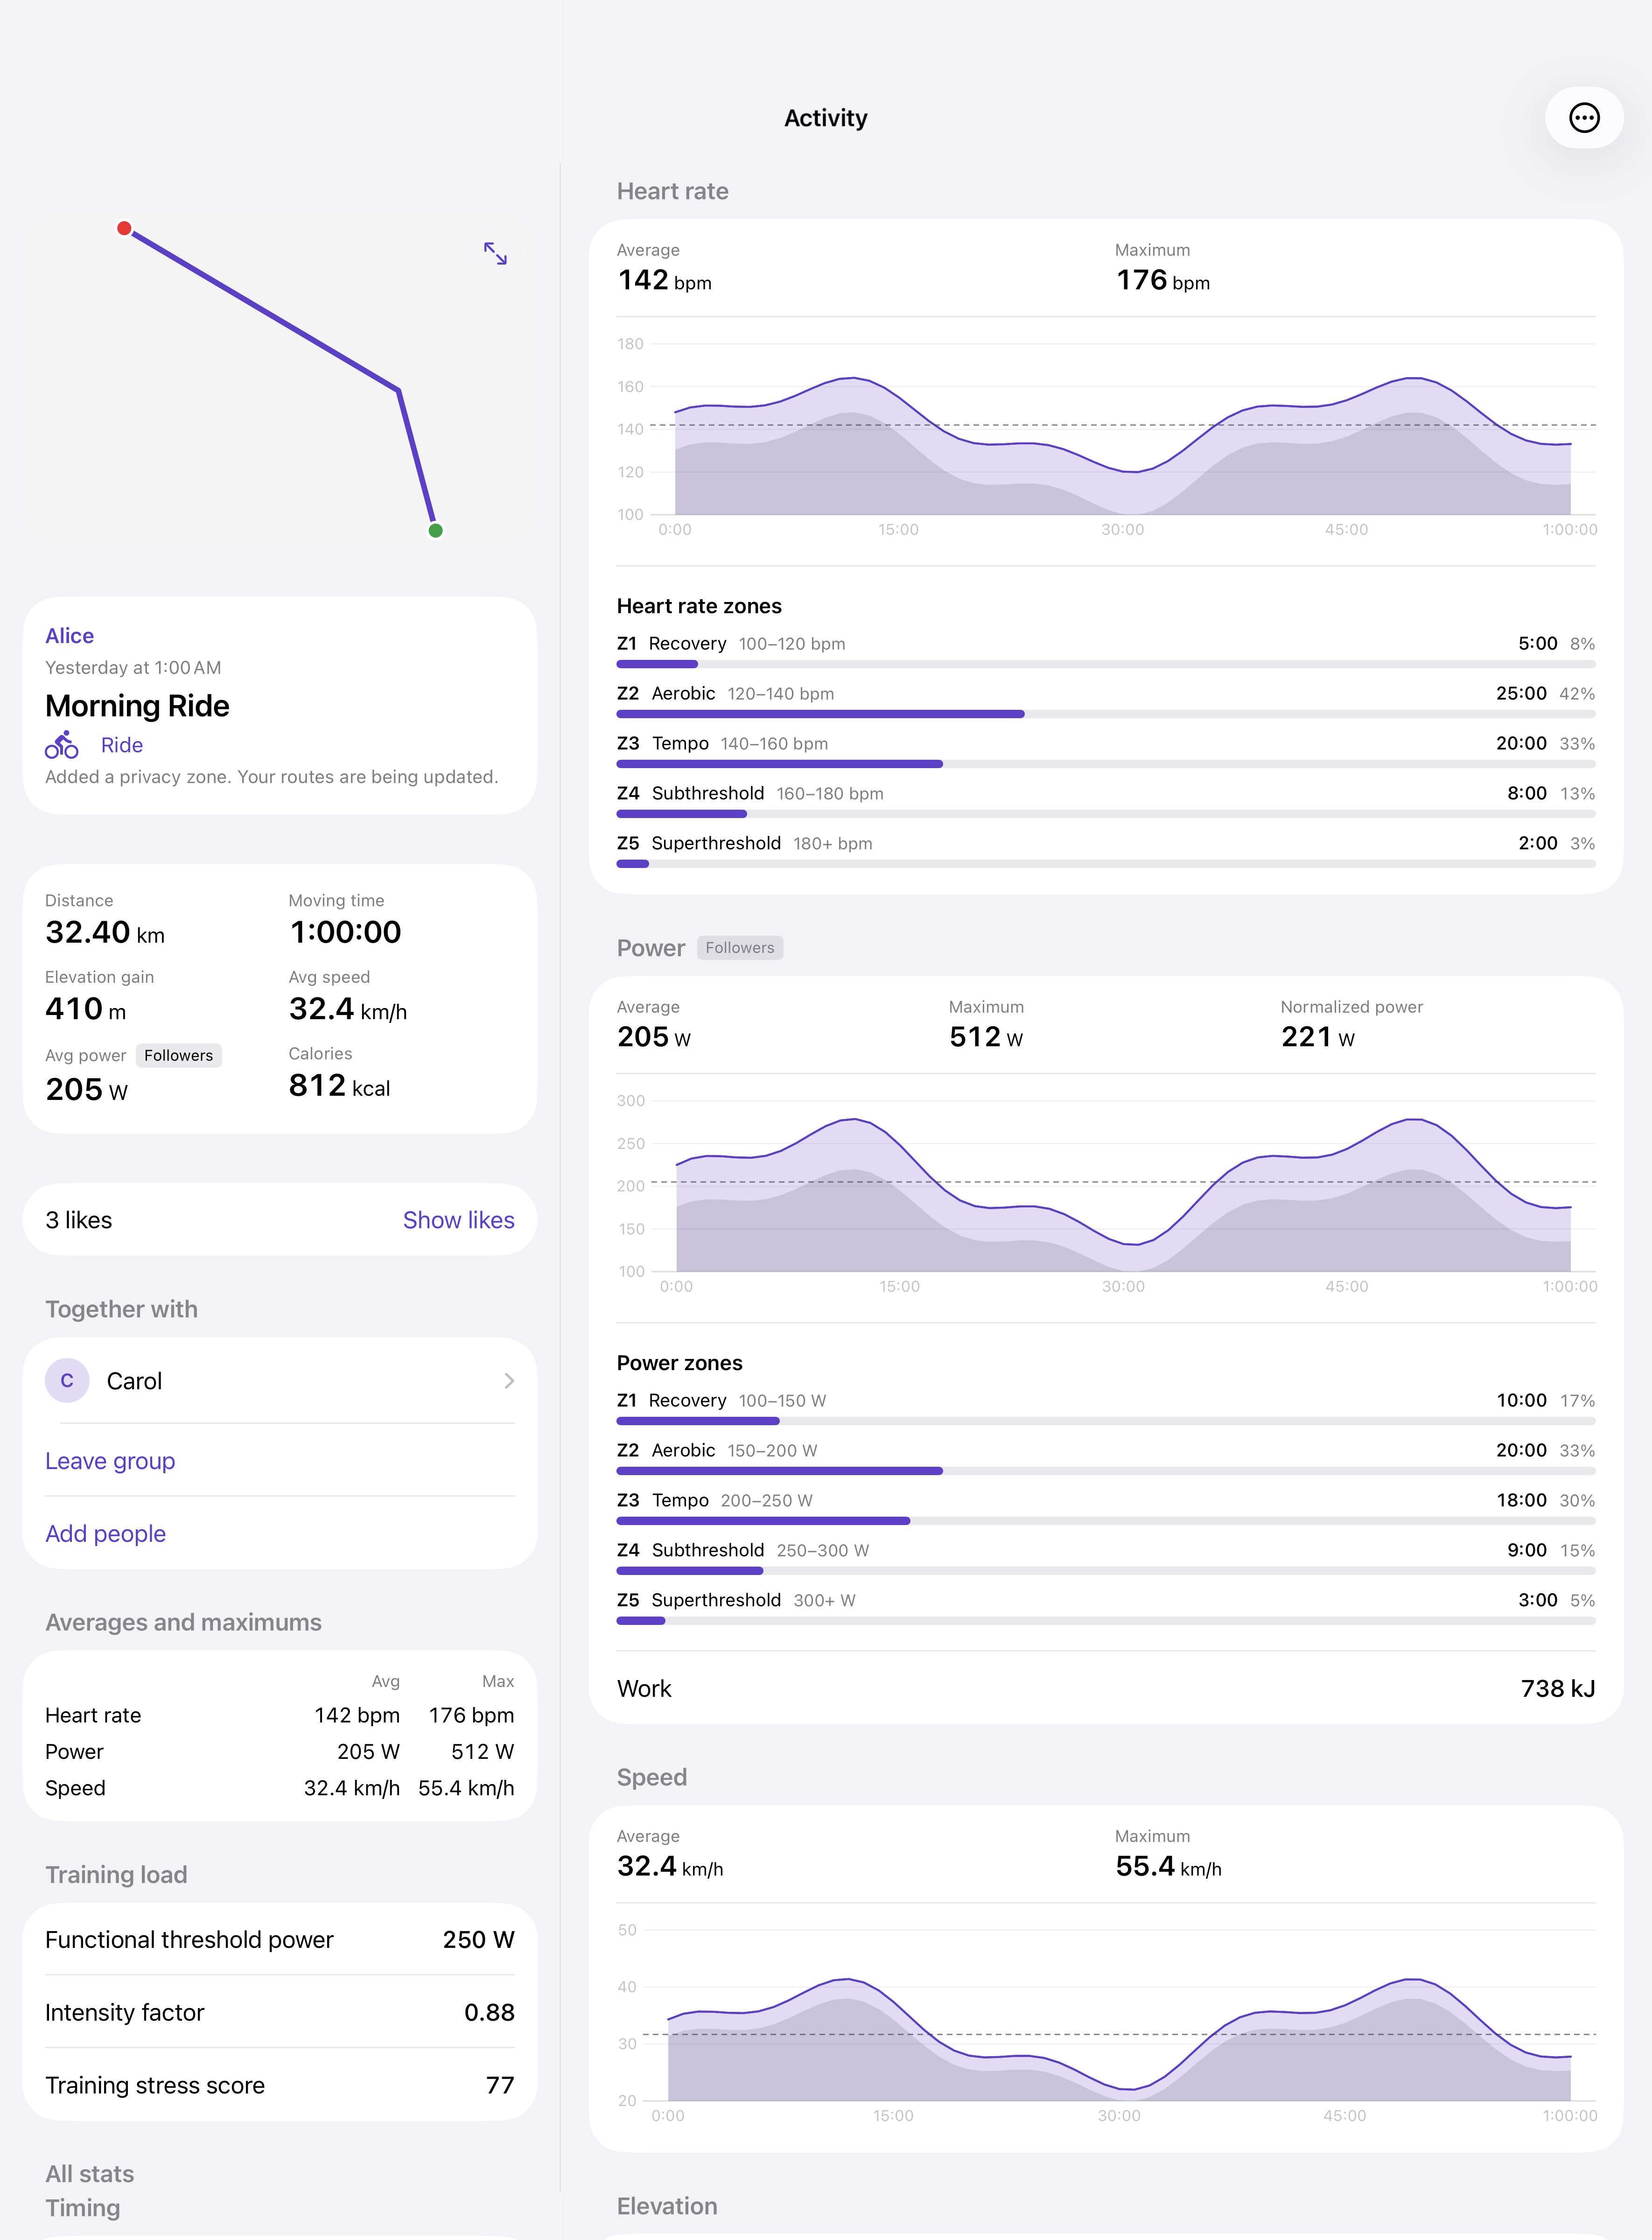 Activity
Alice
Yesterday at 1:00 AM
Morning Ride
Ride
Added a privacy zone. Your routes are being updated.
Distance
32.40 km
Moving time
1:00:00
Elevation gain
410 m
Avg speed
32.4 km/h
Avg power Followers
205 W
Calories
812 kcal
3 likes Show likes
Together with
C Carol
Leave group
Add people
Averages and maximums
Avg Max
Heart rate 142 bpm 176 bpm
Power 205 W 512 W
Speed 32.4 km/h 55.4 km/h
Training load
Functional threshold power 250 W
Intensity factor 0.88
Training stress score 77
All stats
Timing
Heart rate
Average
142 bpm
Maximum
176 bpm
180
160
140
120
100
0:00 15:00 30:00 45:00 1:00:00
Heart rate zones
Z1 Recovery 100–120 bpm 5:00 8%
Z2 Aerobic 120–140 bpm 25:00 42%
Z3 Tempo 140–160 bpm 20:00 33%
Z4 Subthreshold 160–180 bpm 8:00 13%
Z5 Superthreshold 180+ bpm 2:00 3%
Power Followers
Average
205 W
Maximum
512 W
Normalized power
221 W
300
250
200
150
100
0:00 15:00 30:00 45:00 1:00:00
Power zones
Z1 Recovery 100–150 W 10:00 17%
Z2 Aerobic 150–200 W 20:00 33%
Z3 Tempo 200–250 W 18:00 30%
Z4 Subthreshold 250–300 W 9:00 15%
Z5 Superthreshold 300+ W 3:00 5%
Work 738 kJ
Speed
Average
32.4 km/h
Maximum
55.4 km/h
50
40
30
20
0:00 15:00 30:00 45:00 1:00:00
Elevation